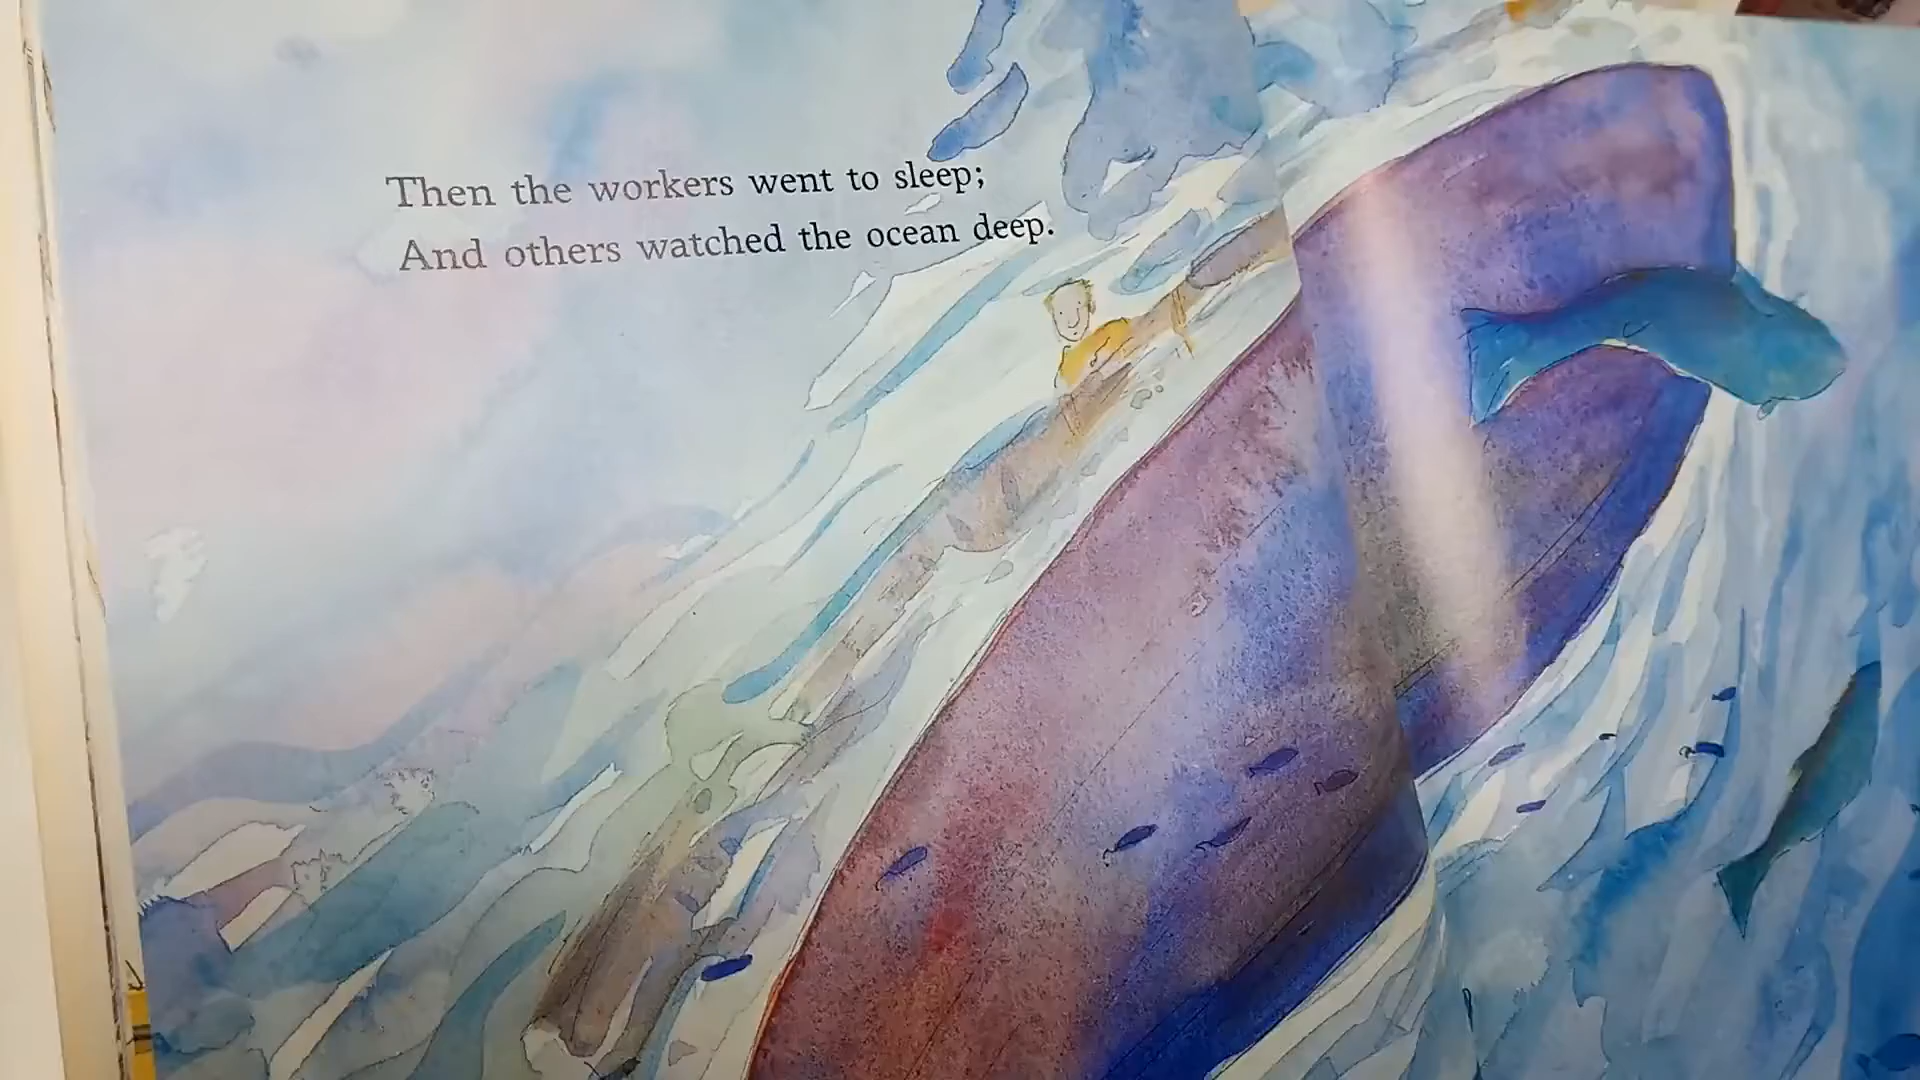 Then the workers went to sleep;
And others watched the ocean deep.